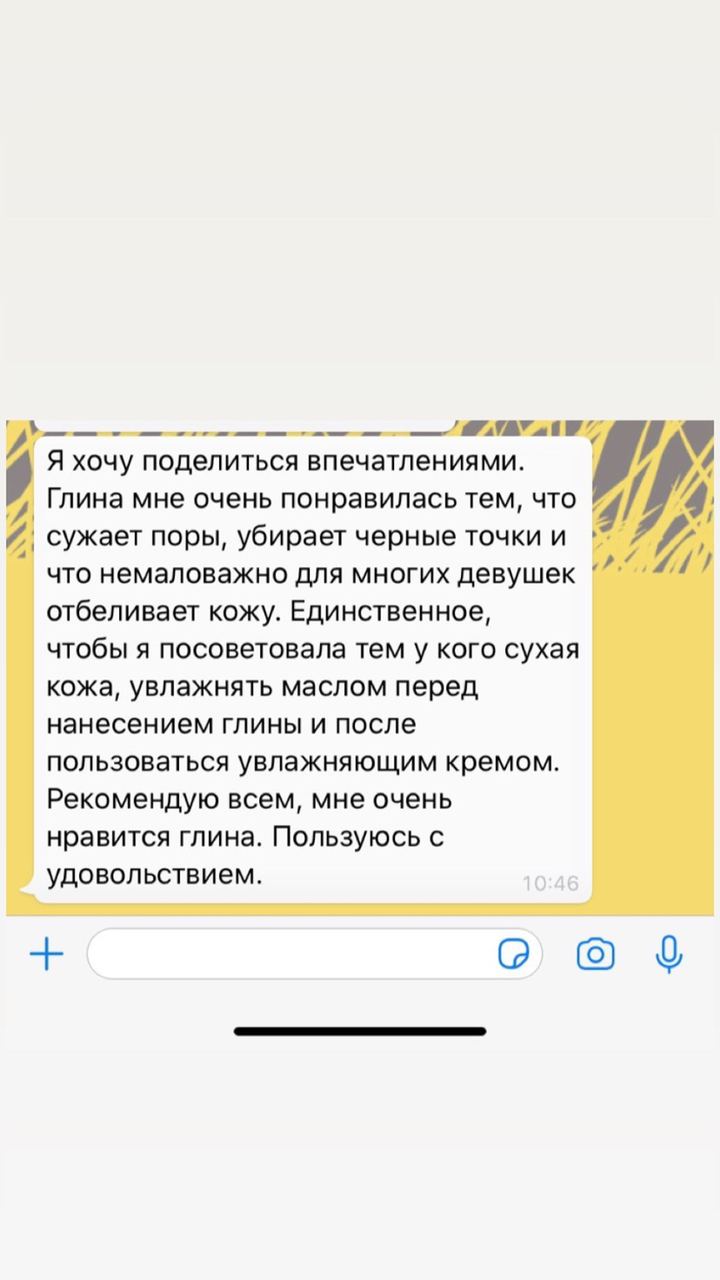 Я хочу поделиться впечатлениями.
Глина мне очень понравилась тем, что
сужает поры, убирает черные точки и
что немаловажно для многих девушек
отбеливает кожу. Единственное,
чтобы я посоветовала тем у кого сухая
кожа, увлажнять маслом перед
нанесением глины и после
пользоваться увлажняющим кремом.
Рекомендую всем, мне очень
нравится глина. Пользуюсь с
удовольствием.
10:46